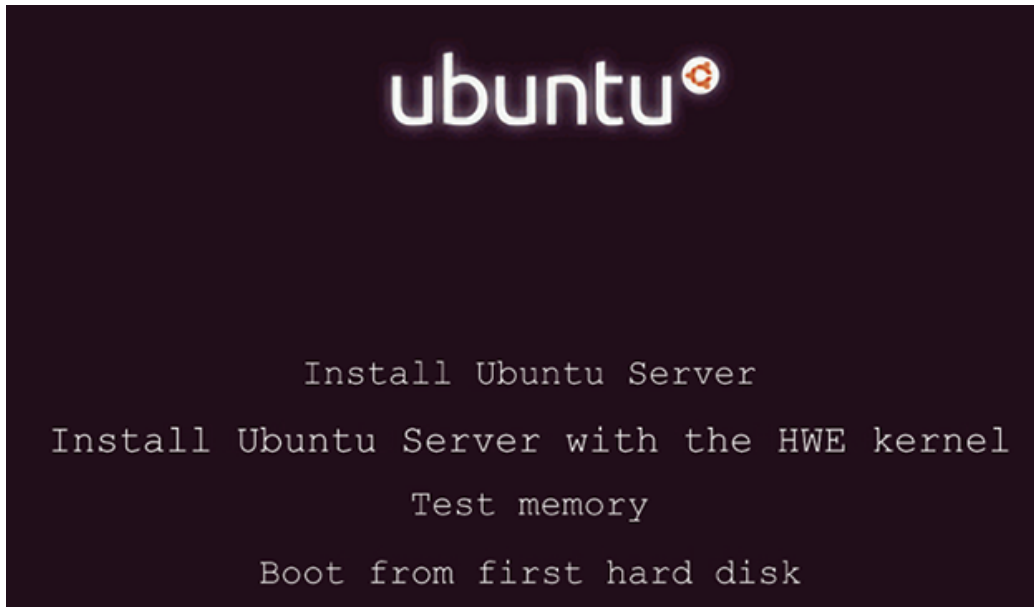 ubuntu
Install Ubuntu Server
Install Ubuntu Server with the HWE kernel
Test memory
Boot from first hard disk